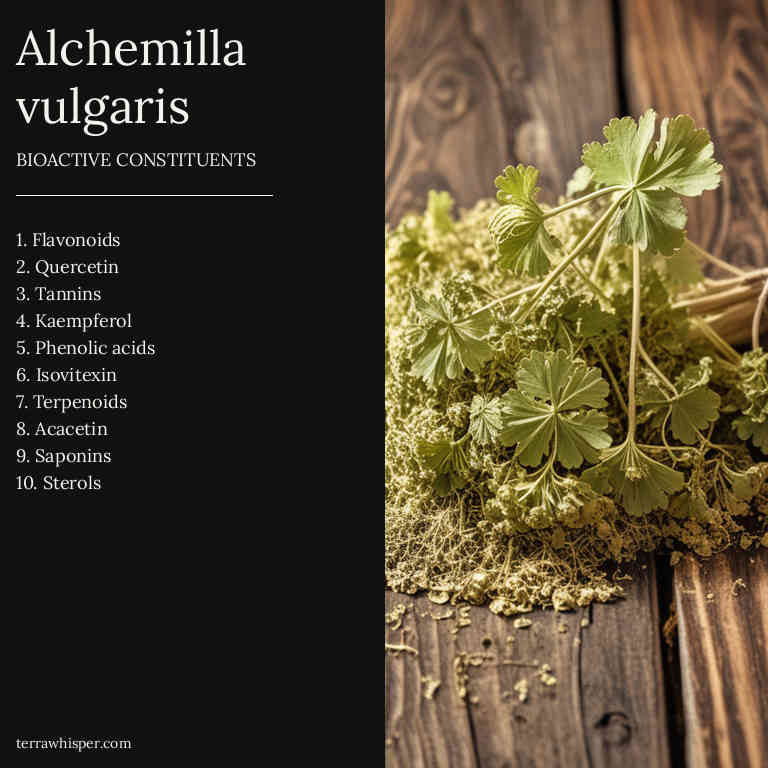 Alchemilla
vulgaris
BIOACTIVE CONSTITUENTS
1. Flavonoids
2. Quercetin
3. Tannins
4. Kaempferol
5. Phenolic acids
6. Isovitexin
7. Terpenoids
8. Acacetin
9. Saponins
10. Sterols
terrawhisper.com